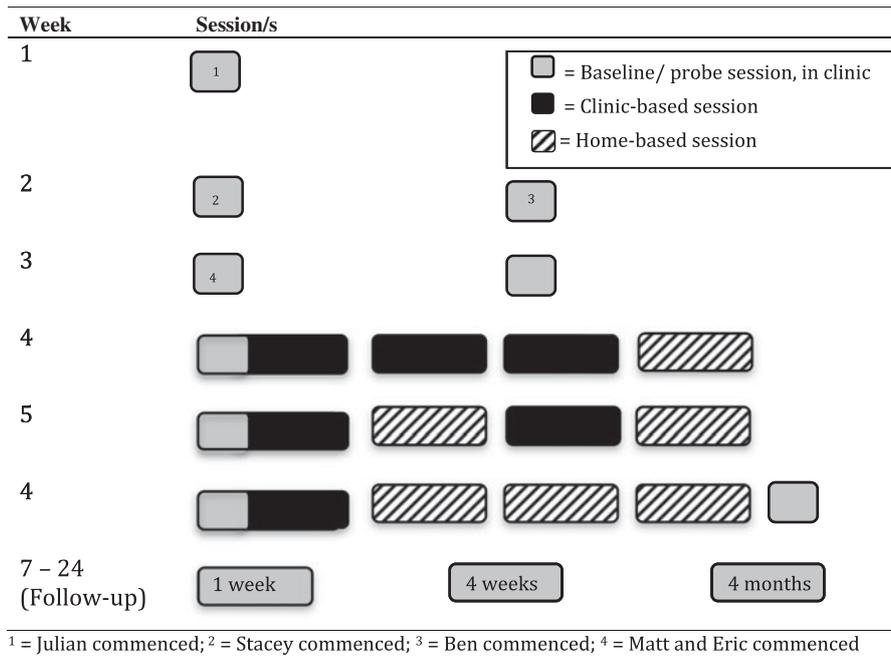 Week Session/s
1
1
= Baseline/ probe session, in clinic
= Clinic-based session
= Home-based session
2
2
3
3
4
4
5
4
7 – 24
(Follow-up)
1 week
4 weeks
4 months
¹ = Julian commenced; ² = Stacey commenced; ³ = Ben commenced; ⁴ = Matt and Eric commenced